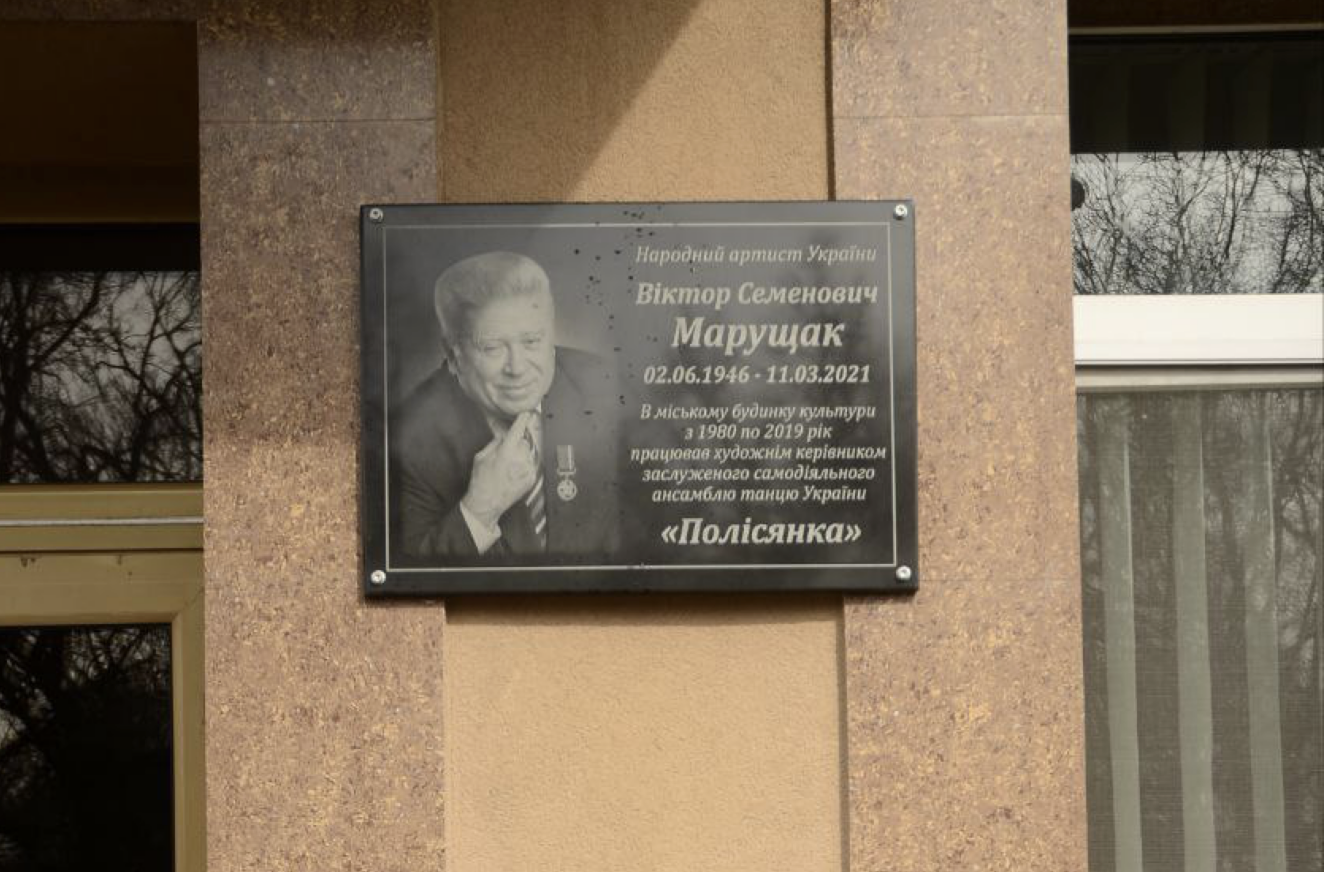 Народний артист України
Віктор Семенович
Марущак
02.06.1946 - 11.03.2021
В міському будинку культури
з 1980 по 2019 рік
працював художнім керівником
заслуженого самодіяльного
ансамблю танцю України
«Полісянка»